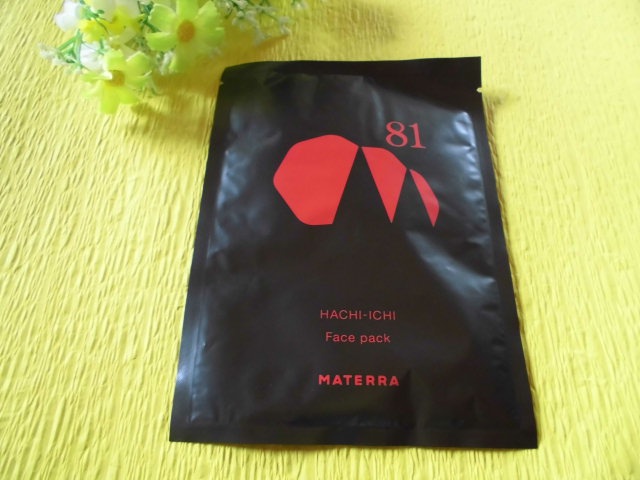 81
HACHI-ICHI
Face pack
MATERRA